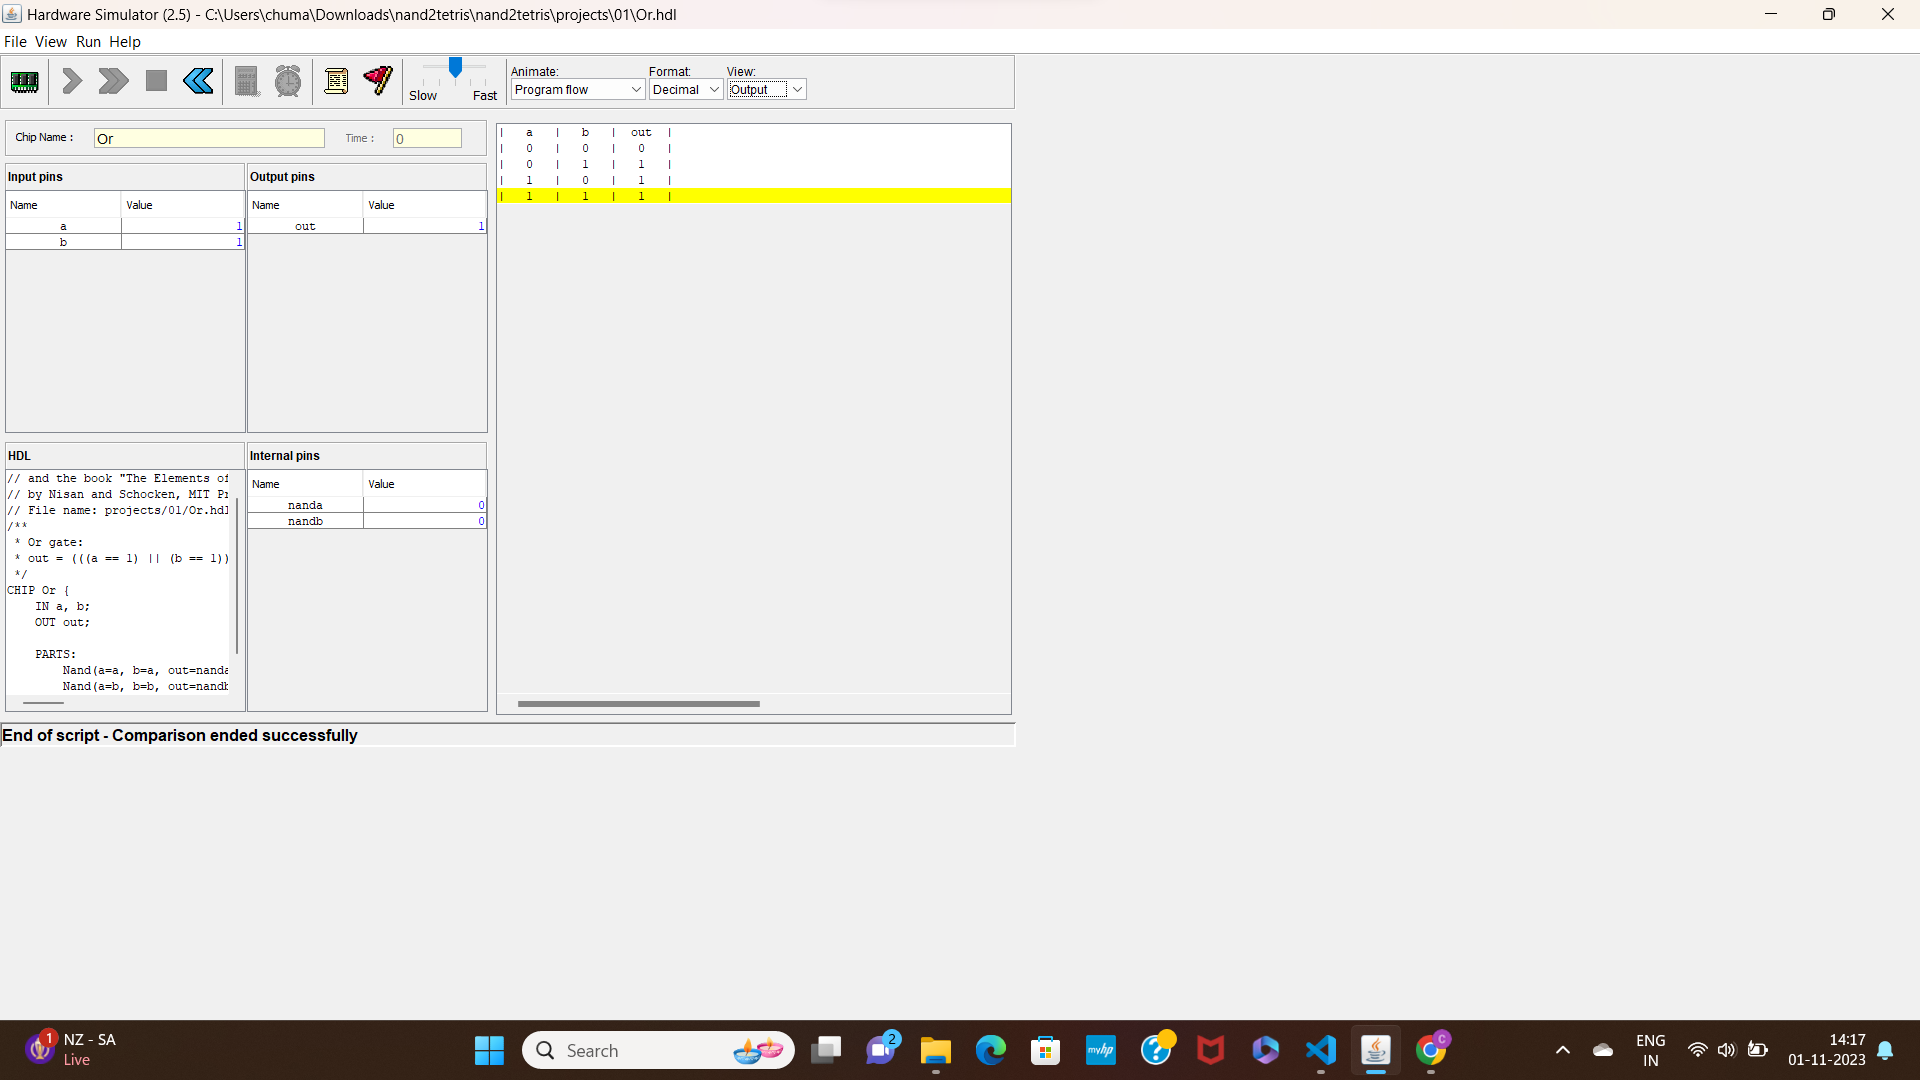 Hardware Simulator (2.5) - C:\Users\chuma\Downloads\nand2tetris\nand2tetris\projects\01\Or.hdl
File View Run Help
Slow Fast
Animate: Format: View:
Program flow Decimal Output
Chip Name : Or Time : 0
Input pins
Name Value
a 1
b 1
Output pins
Name Value
out 1
| a | b | out |
| 0 | 0 | 0 |
| 0 | 1 | 1 |
| 1 | 0 | 1 |
| 1 | 1 | 1 |
HDL
// and the book "The Elements of
// by Nisan and Schocken, MIT Pr
// File name: projects/01/Or.hdl
/**
* Or gate:
* out = (((a == 1) || (b == 1))
*/
CHIP Or {
IN a, b;
OUT out;
PARTS:
Nand(a=a, b=a, out=nanda
Nand(a=b, b=b, out=nandb
Internal pins
Name Value
nanda 0
nandb 0
End of script - Comparison ended successfully
1 NZ - SA
Live
Search
2
myhp
C
ENG
IN
14:17
01-11-2023